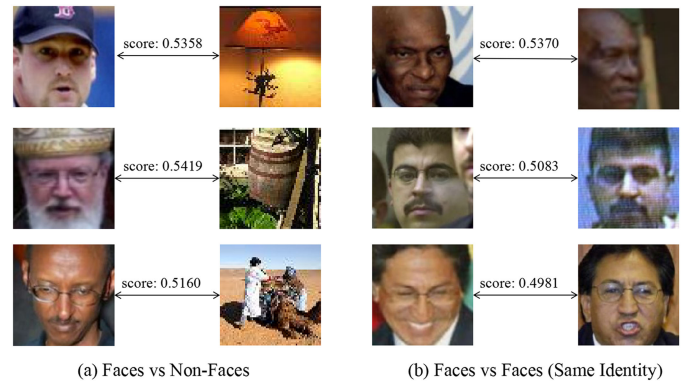 score: 0.5358
score: 0.5370
score: 0.5419
score: 0.5083
score: 0.5160
score: 0.4981
(a) Faces vs Non-Faces
(b) Faces vs Faces (Same Identity)